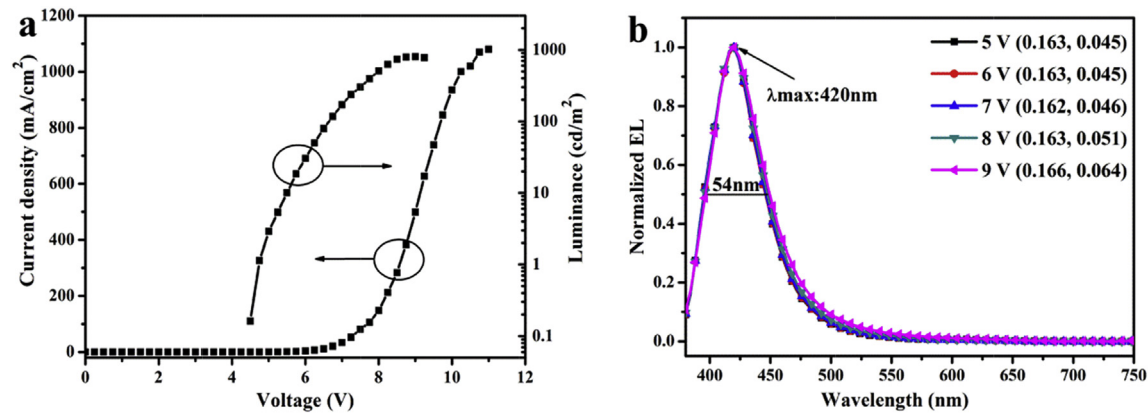 a
1200
1000
800
600
400
200
0
Current density (mA/cm²)
0
2
4
6
8
10
12
Voltage (V)
1000
100
10
1
0.1
Luminance (cd/m²)
b
1.0
0.8
0.6
0.4
0.2
0.0
Normalized EL
400
450
500
550
600
650
700
750
Wavelength (nm)
λmax:420nm
54nm
5 V (0.163, 0.045)
6 V (0.163, 0.045)
7 V (0.162, 0.046)
8 V (0.163, 0.051)
9 V (0.166, 0.064)